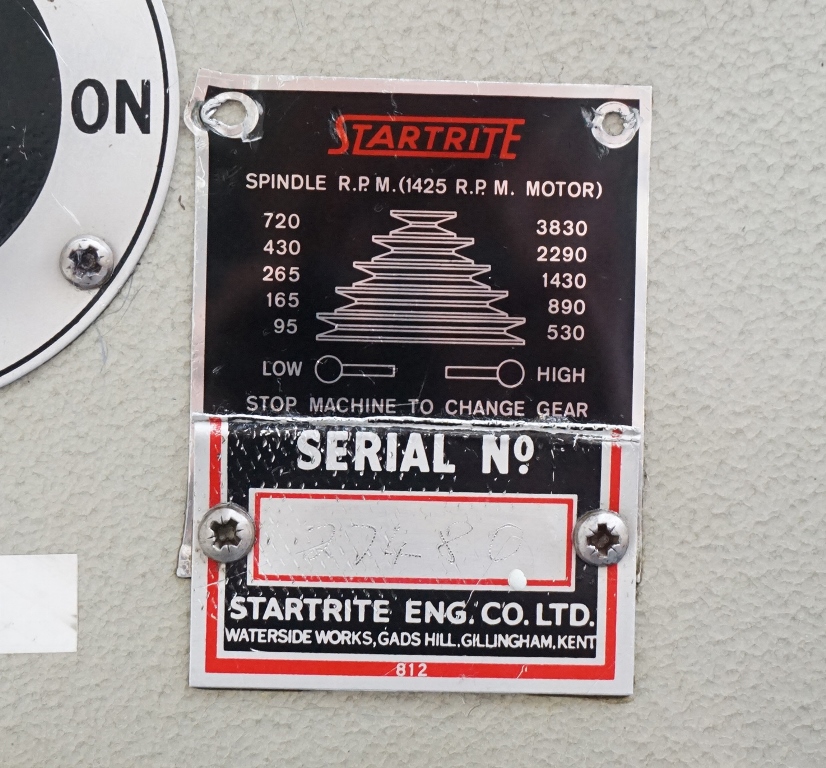 ON
STARTRITE
SPINDLE R.P.M. (1425 R.P.M. MOTOR)
720 3830
430 2290
265 1430
165 890
95 530
LOW HIGH
STOP MACHINE TO CHANGE GEAR
SERIAL Nº
STARTRITE ENG. CO. LTD.
WATERSIDE WORKS, GADS HILL, GILLINGHAM, KENT
812